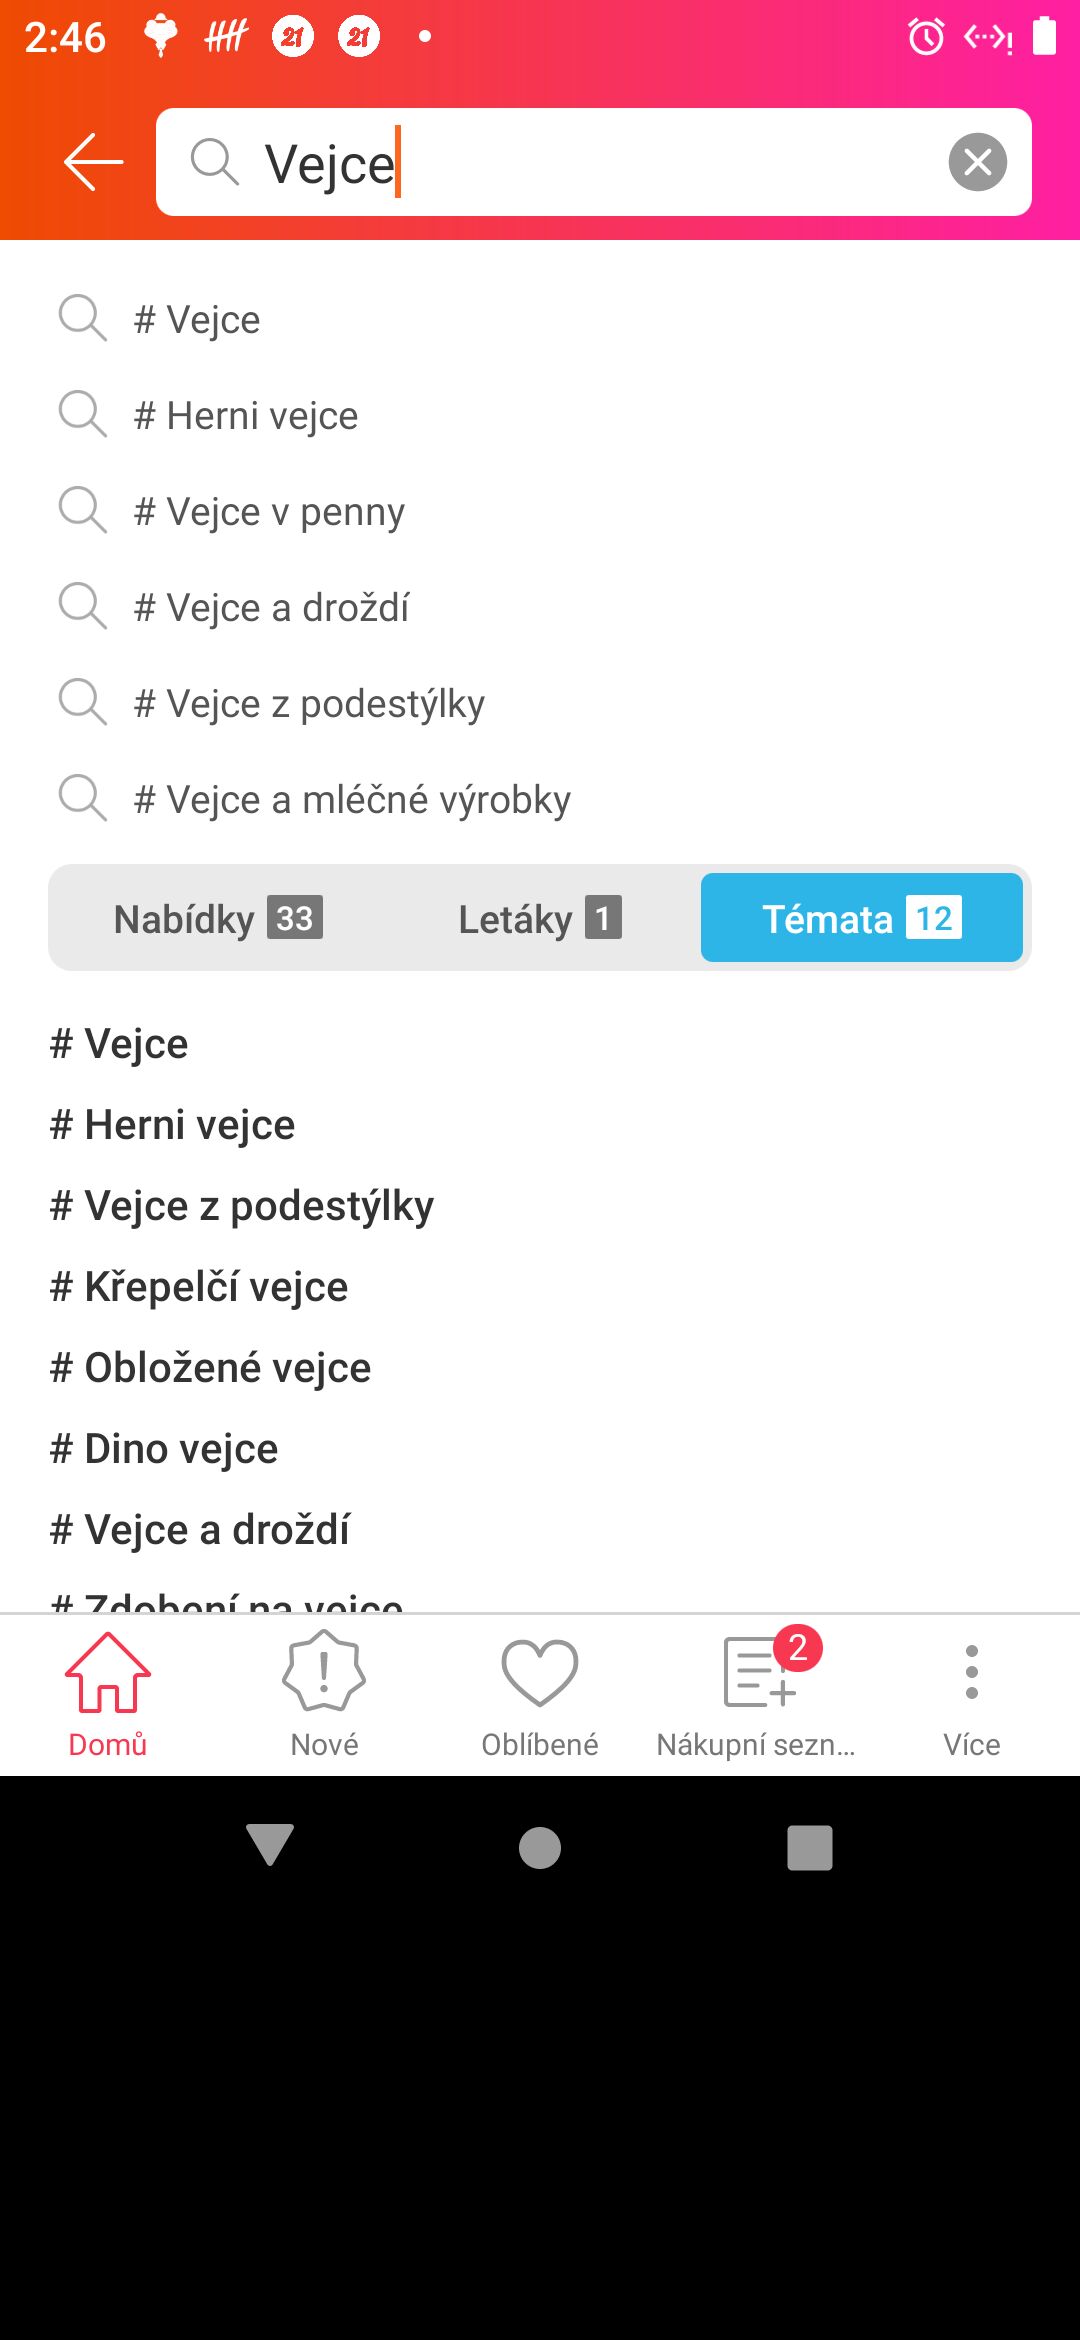 2:46
21 21
Vejce
# Vejce
# Herni vejce
# Vejce v penny
# Vejce a droždí
# Vejce z podestýlky
# Vejce a mléčné výrobky
Nabídky 33 Letáky 1 Témata 12
# Vejce
# Herni vejce
# Vejce z podestýlky
# Křepelčí vejce
# Obložené vejce
# Dino vejce
# Vejce a droždí
# Zdobení na vejce
2
Domů Nové Oblíbené Nákupní sezn... Více